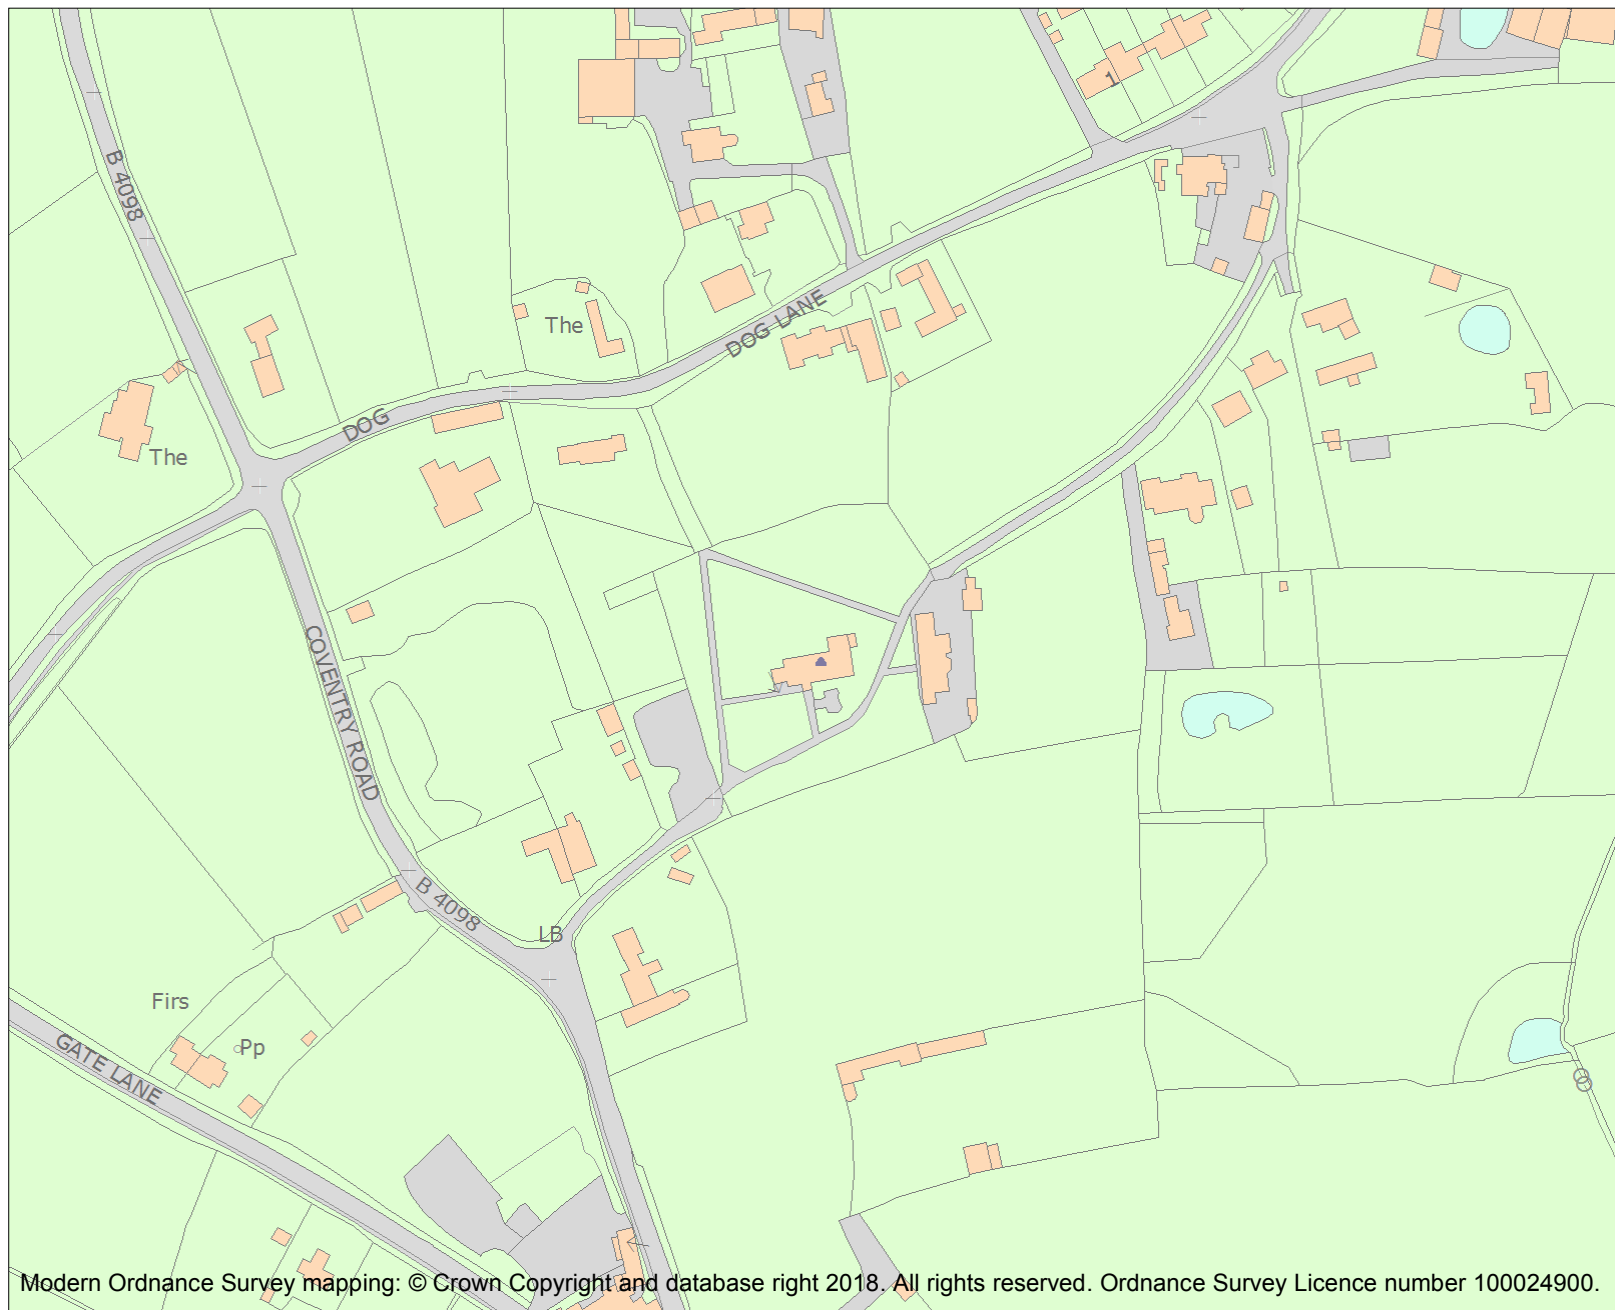 1
B 4098
The
DOG LANE
DOG
The
COVENTRY ROAD
B 4098
LB
Firs
Pp
GATE LANE
Modern Ordnance Survey mapping: © Crown Copyright and database right 2018. All rights reserved. Ordnance Survey Licence number 100024900.